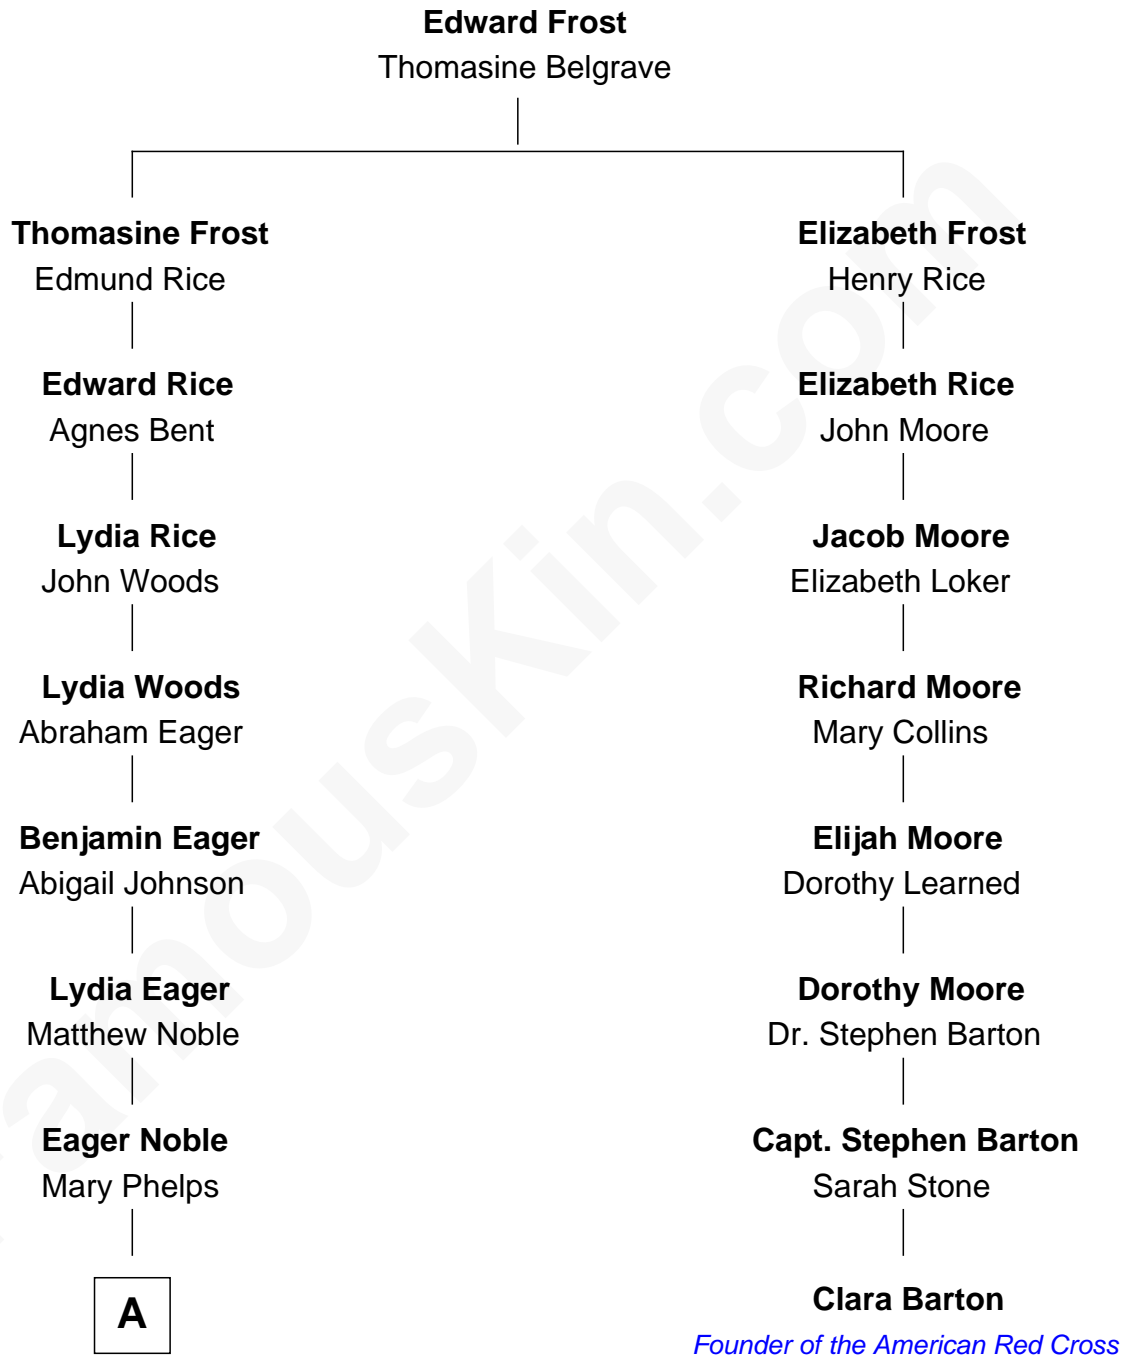 Edward Frost
Thomasine Belgrave
Thomasine Frost
Edmund Rice
Elizabeth Frost
Henry Rice
Edward Rice
Agnes Bent
Elizabeth Rice
John Moore
Lydia Rice
John Woods
Jacob Moore
Elizabeth Loker
Lydia Woods
Abraham Eager
Richard Moore
Mary Collins
Benjamin Eager
Abigail Johnson
Elijah Moore
Dorothy Learned
Lydia Eager
Matthew Noble
Dorothy Moore
Dr. Stephen Barton
Eager Noble
Mary Phelps
Capt. Stephen Barton
Sarah Stone
A
Clara Barton
Founder of the American Red Cross
FamousKin.com